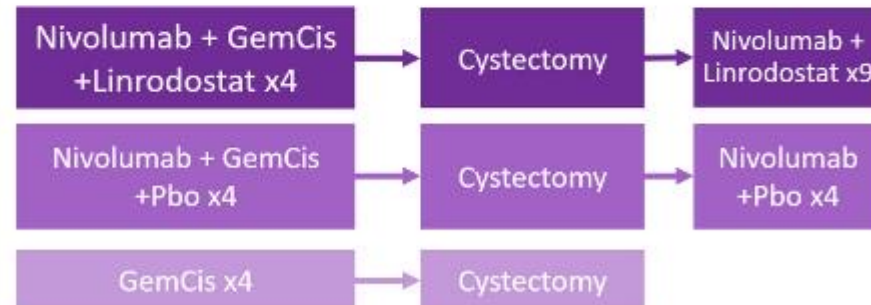 Nivolumab + GemCis
+Linrodostat x4
Cystectomy
Nivolumab +
Linrodostat x9
Nivolumab + GemCis
+Pbo x4
Cystectomy
Nivolumab
+Pbo x4
GemCis x4
Cystectomy